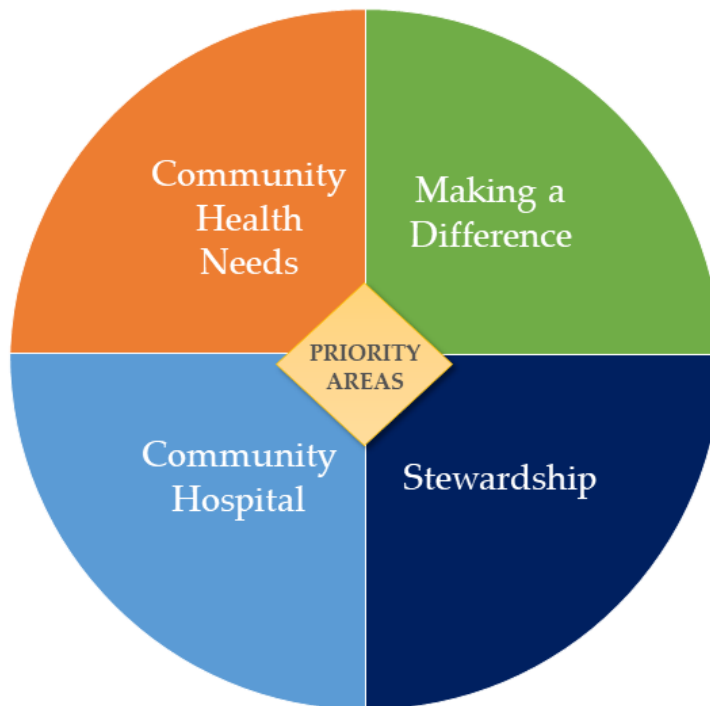 Community
Health
Needs
Making a
Difference
PRIORITY
AREAS
Community
Hospital
Stewardship